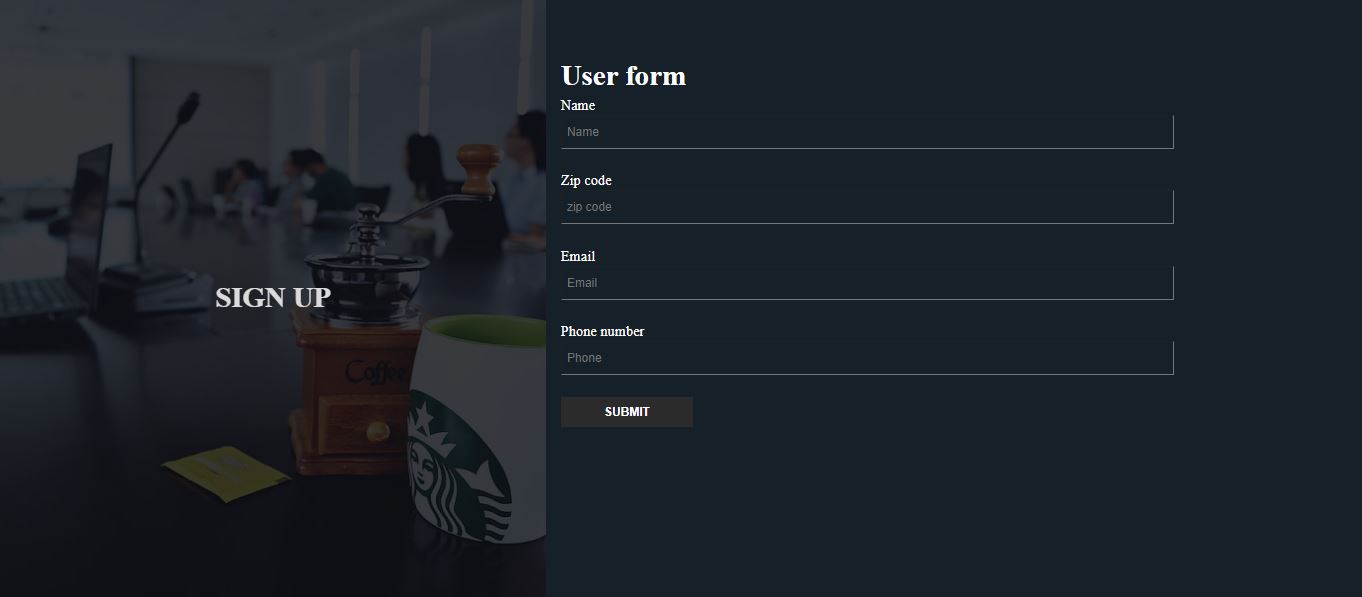 SIGN UP
Coffee
User form
Name
Name
Zip code
zip code
Email
Email
Phone number
Phone
SUBMIT